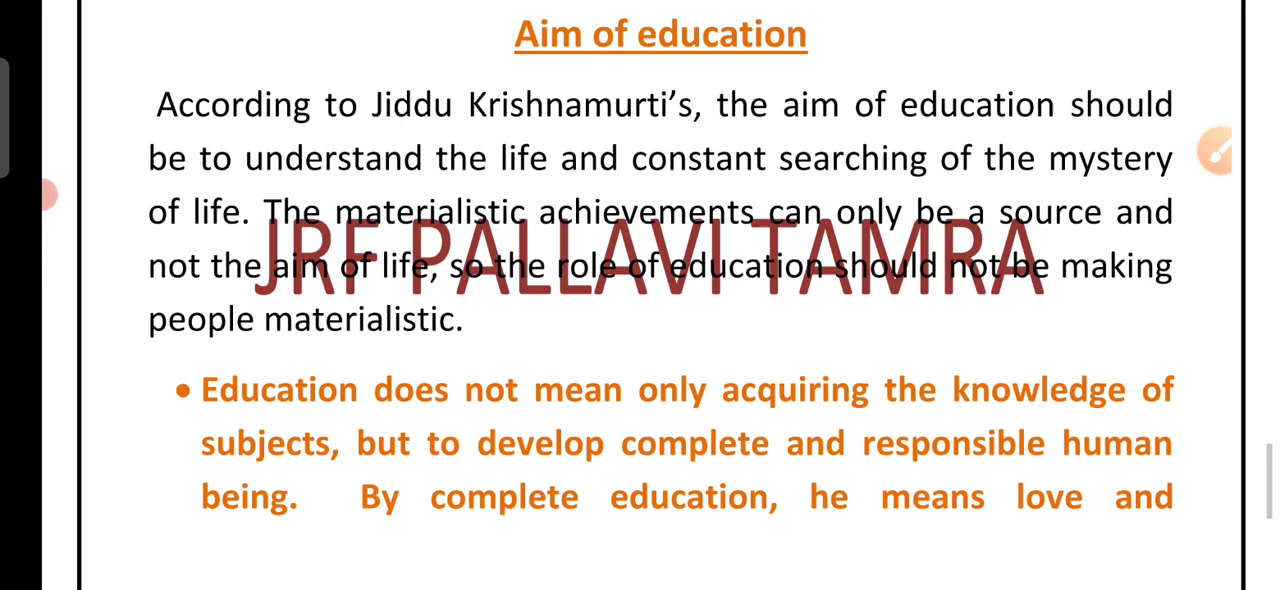 Aim of education
According to Jiddu Krishnamurti’s, the aim of education should
be to understand the life and constant searching of the mystery
of life. The materialistic achievements can only be a source and
JRF PALLAVI TAMRA
not the aim of life, so the role of education should not be making
people materialistic.
• Education does not mean only acquiring the knowledge of
subjects, but to develop complete and responsible human
being. By complete education, he means love and